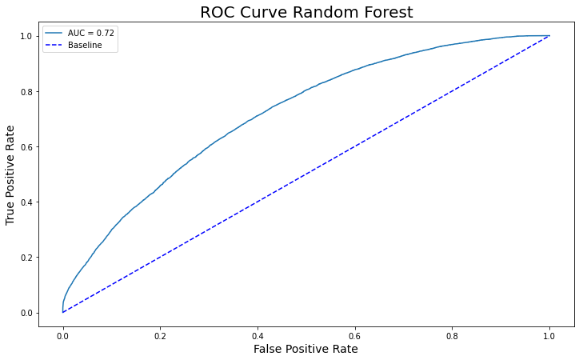 ROC Curve Random Forest
AUC = 0.72
Baseline
True Positive Rate
1.0
0.8
0.6
0.4
0.2
0.0
0.0
0.2
0.4
0.6
0.8
1.0
False Positive Rate